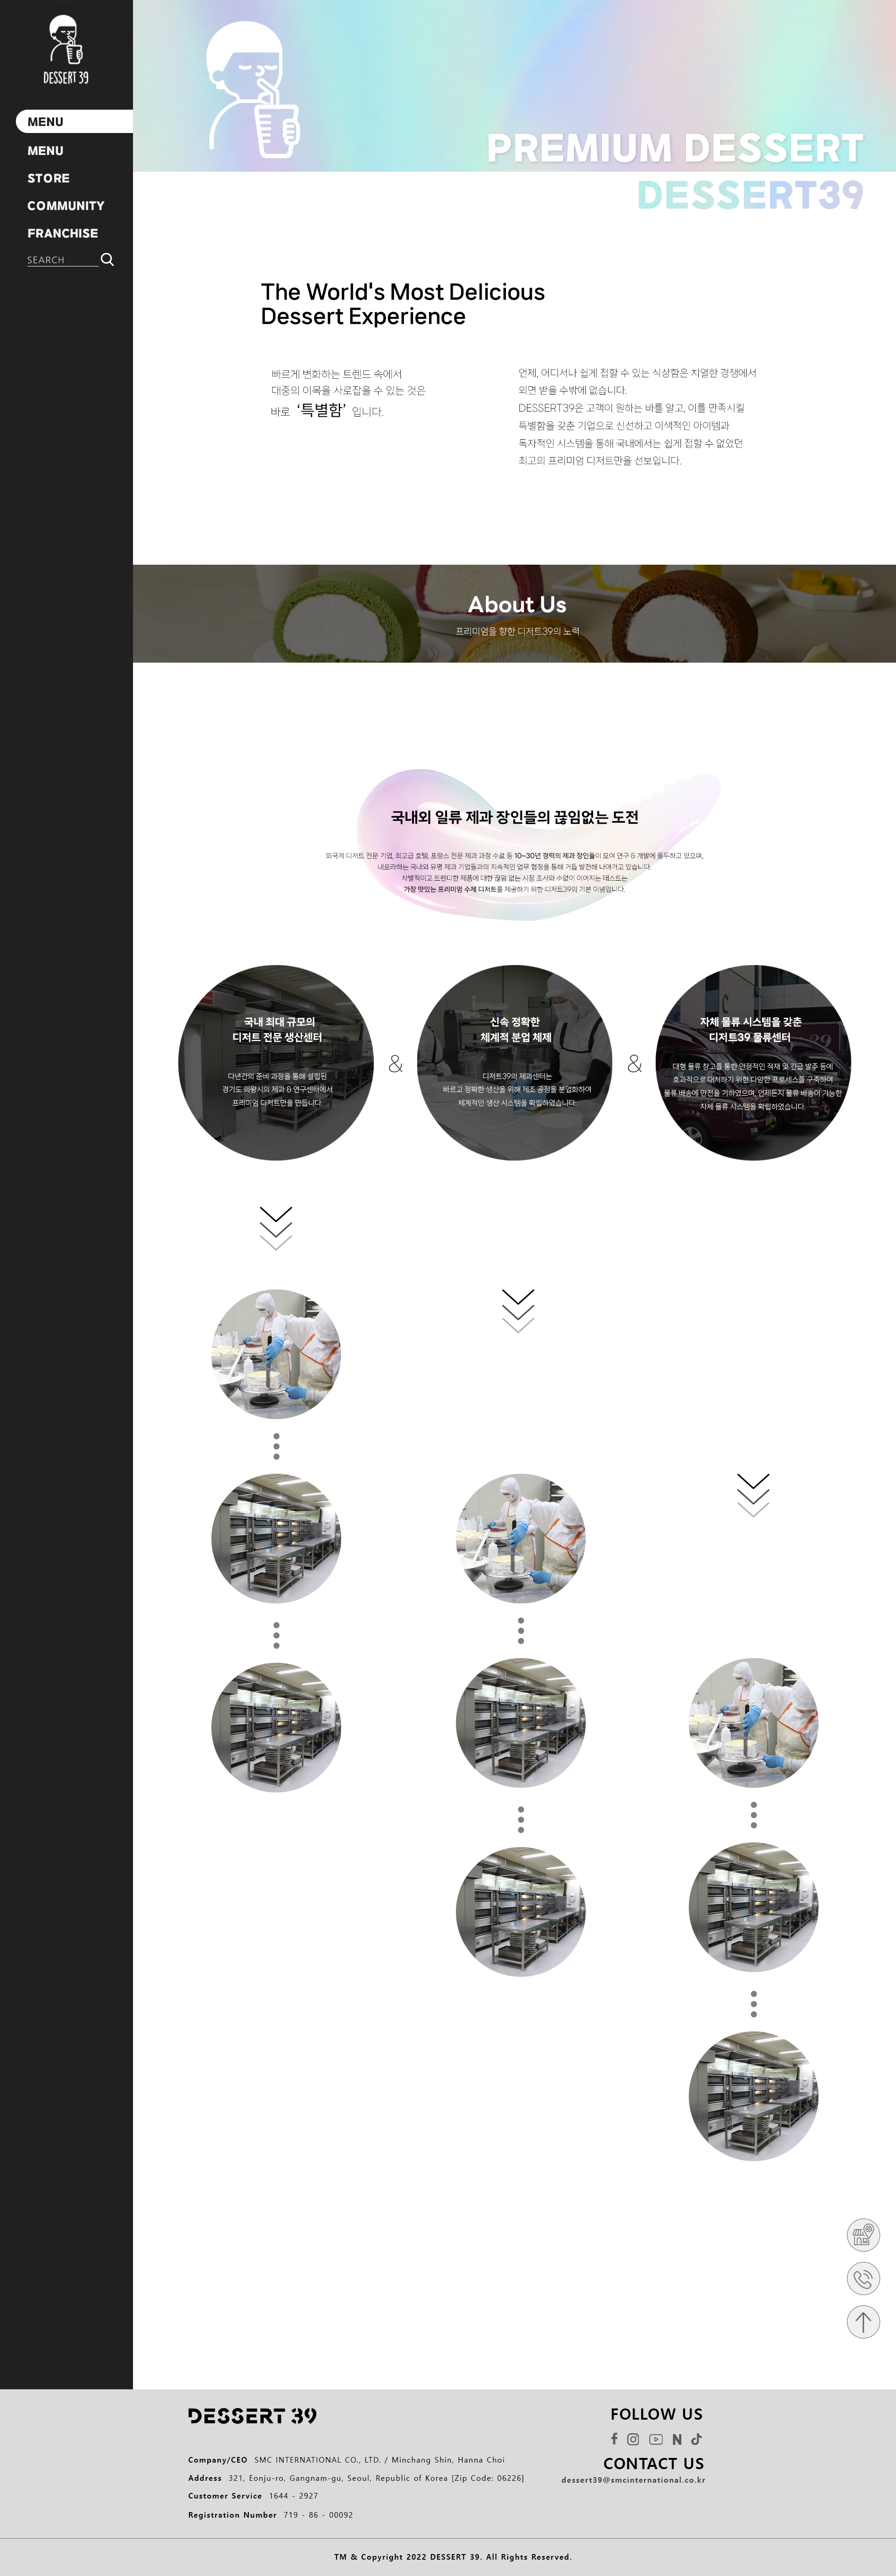 DESSERT 39
MENU
MENU
STORE
COMMUNITY
FRANCHISE
SEARCH
PREMIUM DESSERT
DESSERT39
The World's Most Delicious
Dessert Experience
빠르게 변화하는 트렌드 속에서
대중의 이목을 사로잡을 수 있는 것은
바로 ‘특별함’ 입니다.
언제, 어디서나 쉽게 접할 수 있는 식상함은 치열한 경쟁에서
외면 받을 수밖에 없습니다.
DESSERT39은 고객이 원하는 바를 알고, 이를 만족시킬
특별함을 갖춘 기업으로 신선하고 이색적인 아이템과
독자적인 시스템을 통해 국내에서는 쉽게 접할 수 없었던
최고의 프리미엄 디저트만을 선보입니다.
About Us
프리미엄을 향한 디저트39의 노력
국내외 일류 제과 장인들의 끊임없는 도전
외국계 디저트 전문 기업, 최고급 호텔, 프랑스 전문 제과 과정 수료 등 10~30년 경력의 제과 장인들이 모여 연구 & 개발에 몰두하고 있으며,
내로라하는 국내외 유명 제과 기업들과의 지속적인 업무 협정을 통해 거듭 발전해 나아가고 있습니다.
차별적이고 트렌디한 제품에 대한 끊임 없는 시장 조사와 수없이 이어지는 테스트는
가장 맛있는 프리미엄 수제 디저트를 제공하기 위한 디저트39의 기본 이념입니다.
국내 최대 규모의
디저트 전문 생산센터
다년간의 준비 과정을 통해 설립된
경기도 의왕시의 제과 & 연구센터에서
프리미엄 디저트만을 만듭니다.
&
신속 정확한
체계적 분업 체제
디저트39의 제과센터는
빠르고 정확한 생산을 위해 제조 공정을 분업화하여
체계적인 생산 시스템을 확립하였습니다.
&
자체 물류 시스템을 갖춘
디저트39 물류센터
대형 물류 창고를 통한 안정적인 적재 및 긴급 발주 등에
효과적으로 대처하기 위한 다양한 프로세스를 구축하여
물류 배송에 만전을 기하였으며, 언제든지 물류 배송이 가능한
자체 물류 시스템을 확립하였습니다.
DESSERT 39
Company/CEO SMC INTERNATIONAL CO., LTD. / Minchang Shin, Hanna Choi
Address 321, Eonju-ro, Gangnam-gu, Seoul, Republic of Korea [Zip Code: 06226]
Customer Service 1644 - 2927
Registration Number 719 - 86 - 00092
FOLLOW US
CONTACT US
dessert39@smcinternational.co.kr
TM & Copyright 2022 DESSERT 39. All Rights Reserved.